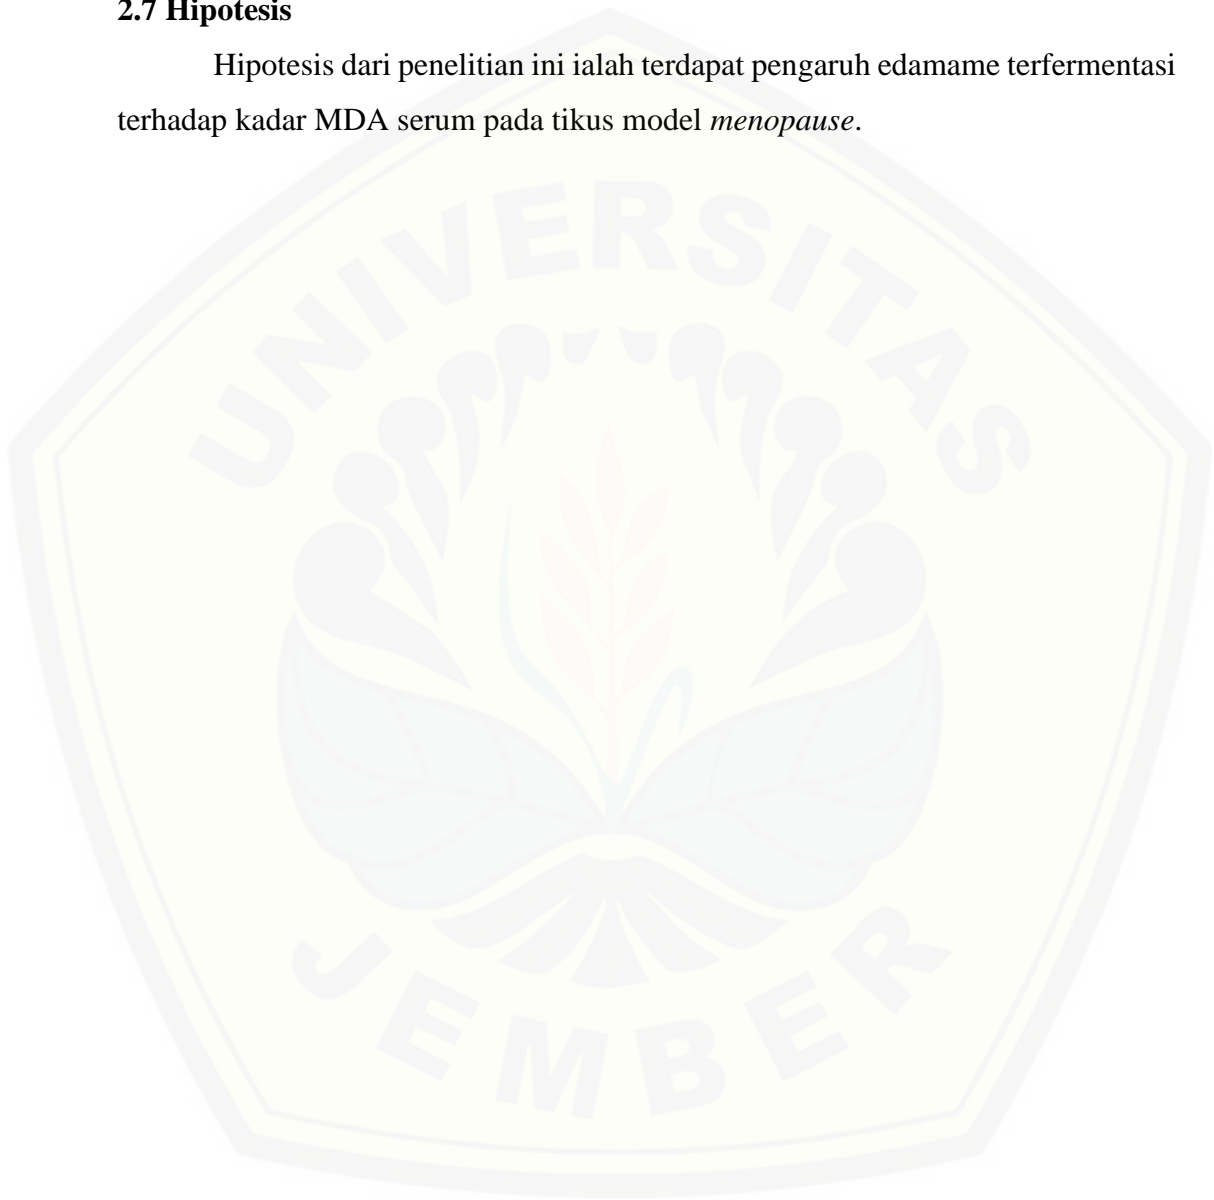 2.7 Hipotesis
Hipotesis dari penelitian ini ialah terdapat pengaruh edamame terfermentasi
terhadap kadar MDA serum pada tikus model menopause.
UNIVERSITAS
JEMBER